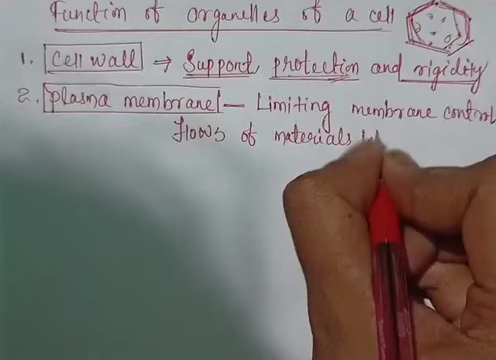 Function of organelles of a cell
1. Cell wall → Support protection and rigidity
2. plasma membrane — Limiting membrane control
flows of materials